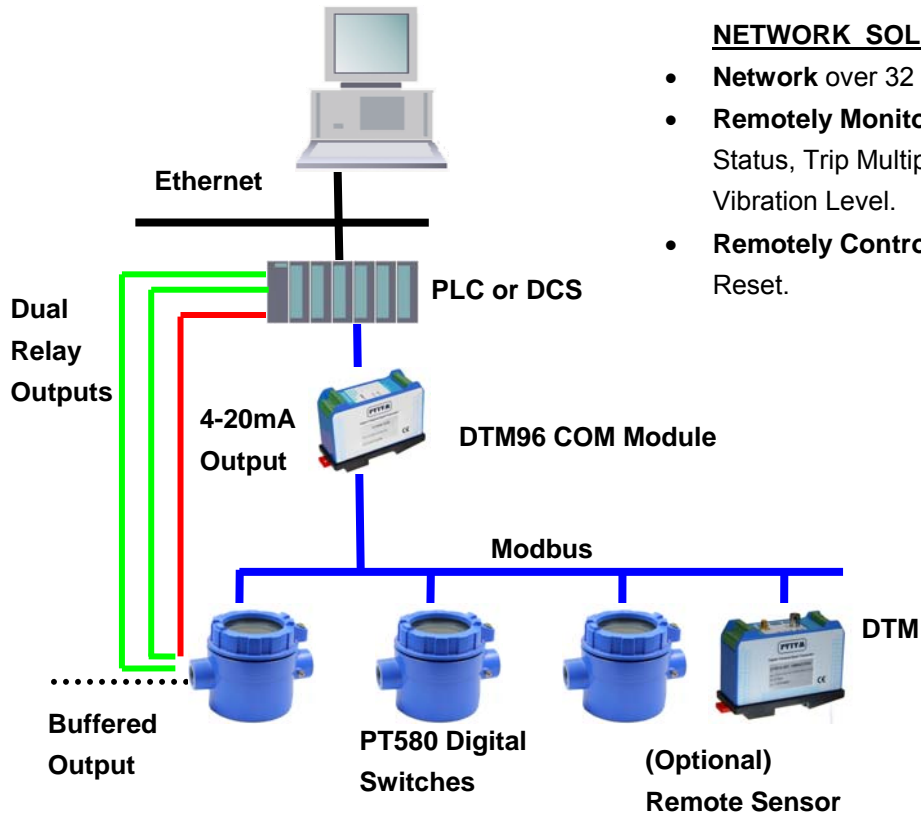 NETWORK SOL
• Network over 32
• Remotely Monito
Status, Trip Multip
Vibration Level.
• Remotely Contro
Reset.
Ethernet
PLC or DCS
Dual
Relay
Outputs
4-20mA
Output
DTM96 COM Module
Modbus
DTM
Buffered
Output
PT580 Digital
Switches
(Optional)
Remote Sensor